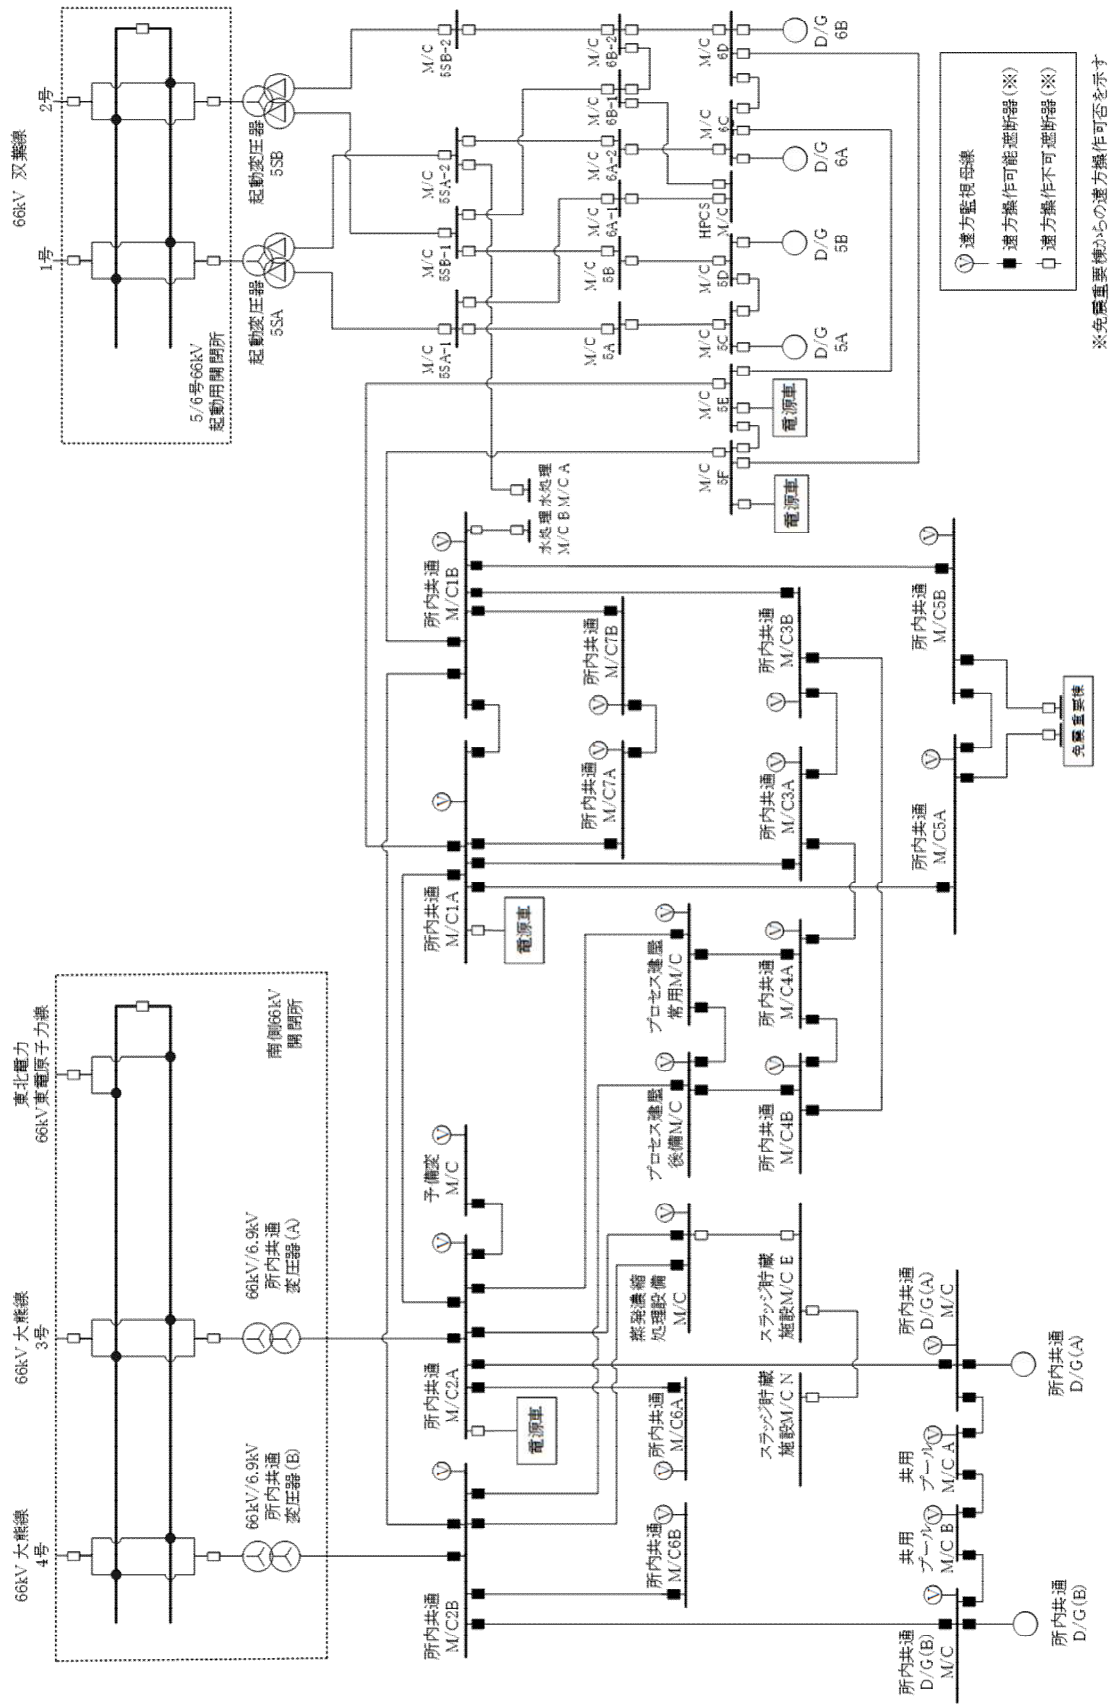 66kV 大熊線
4号
66kV 大熊線
3号
東北電力
66kV東電原子力線
66kV 双葉線
1号
2号
66kV/6.9kV
所内共通
変圧器(B)
66kV/6.9kV
所内共通
変圧器(A)
南側66kV
開閉所
5/6号66kV
起動用開閉所
起動変圧器
5SA
起動変圧器
5SB
所内共通
M/C2B
所内共通
M/C2A
電源車
予備変
M/C
所内共通
M/C1A
電源車
所内共通
M/C1B
水処理
M/C B
水処理
M/C A
M/C
5SA-1
M/C
5SB-1
M/C
5SA-2
M/C
5SB-2
所内共通
M/C6B
所内共通
M/C6A
蒸発濃縮
処理設備
M/C
プロセス建屋
後備M/C
プロセス建屋
常用M/C
所内共通
M/C7A
所内共通
M/C7B
M/C
5A
M/C
5B
M/C
6A-1
M/C
6A-2
M/C
6B-1
M/C
6B-2
スラッジ貯蔵
施設M/C N
スラッジ貯蔵
施設M/C E
所内共通
M/C4B
所内共通
M/C4A
所内共通
M/C3A
所内共通
M/C3B
M/C
5F
電源車
M/C
5E
電源車
M/C
5C
M/C
5D
HPCS
M/C
M/C
6C
M/C
6D
D/G
5A
D/G
5B
D/G
6A
D/G
6B
所内共通
D/G(B)
M/C
共用
プール
M/C B
共用
プール
M/C A
所内共通
D/G(A)
M/C
所内共通
M/C5A
所内共通
M/C5B
所内共通
D/G(B)
所内共通
D/G(A)
免震重要棟
V 遠方監視母線
遠方操作可能遮断器(※)
遠方操作不可遮断器(※)
※免震重要棟からの遠方操作可否を示す